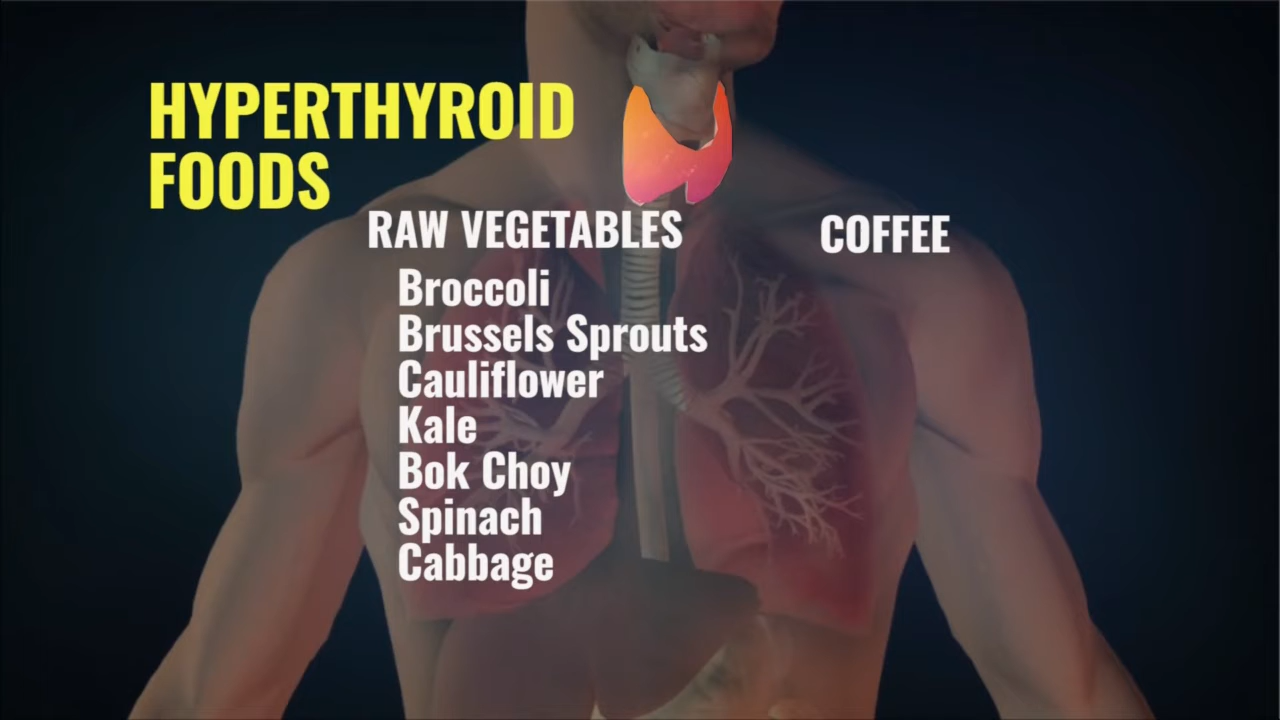 HYPERTHYROID
FOODS
RAW VEGETABLES
Broccoli
Brussels Sprouts
Cauliflower
Kale
Bok Choy
Spinach
Cabbage
COFFEE